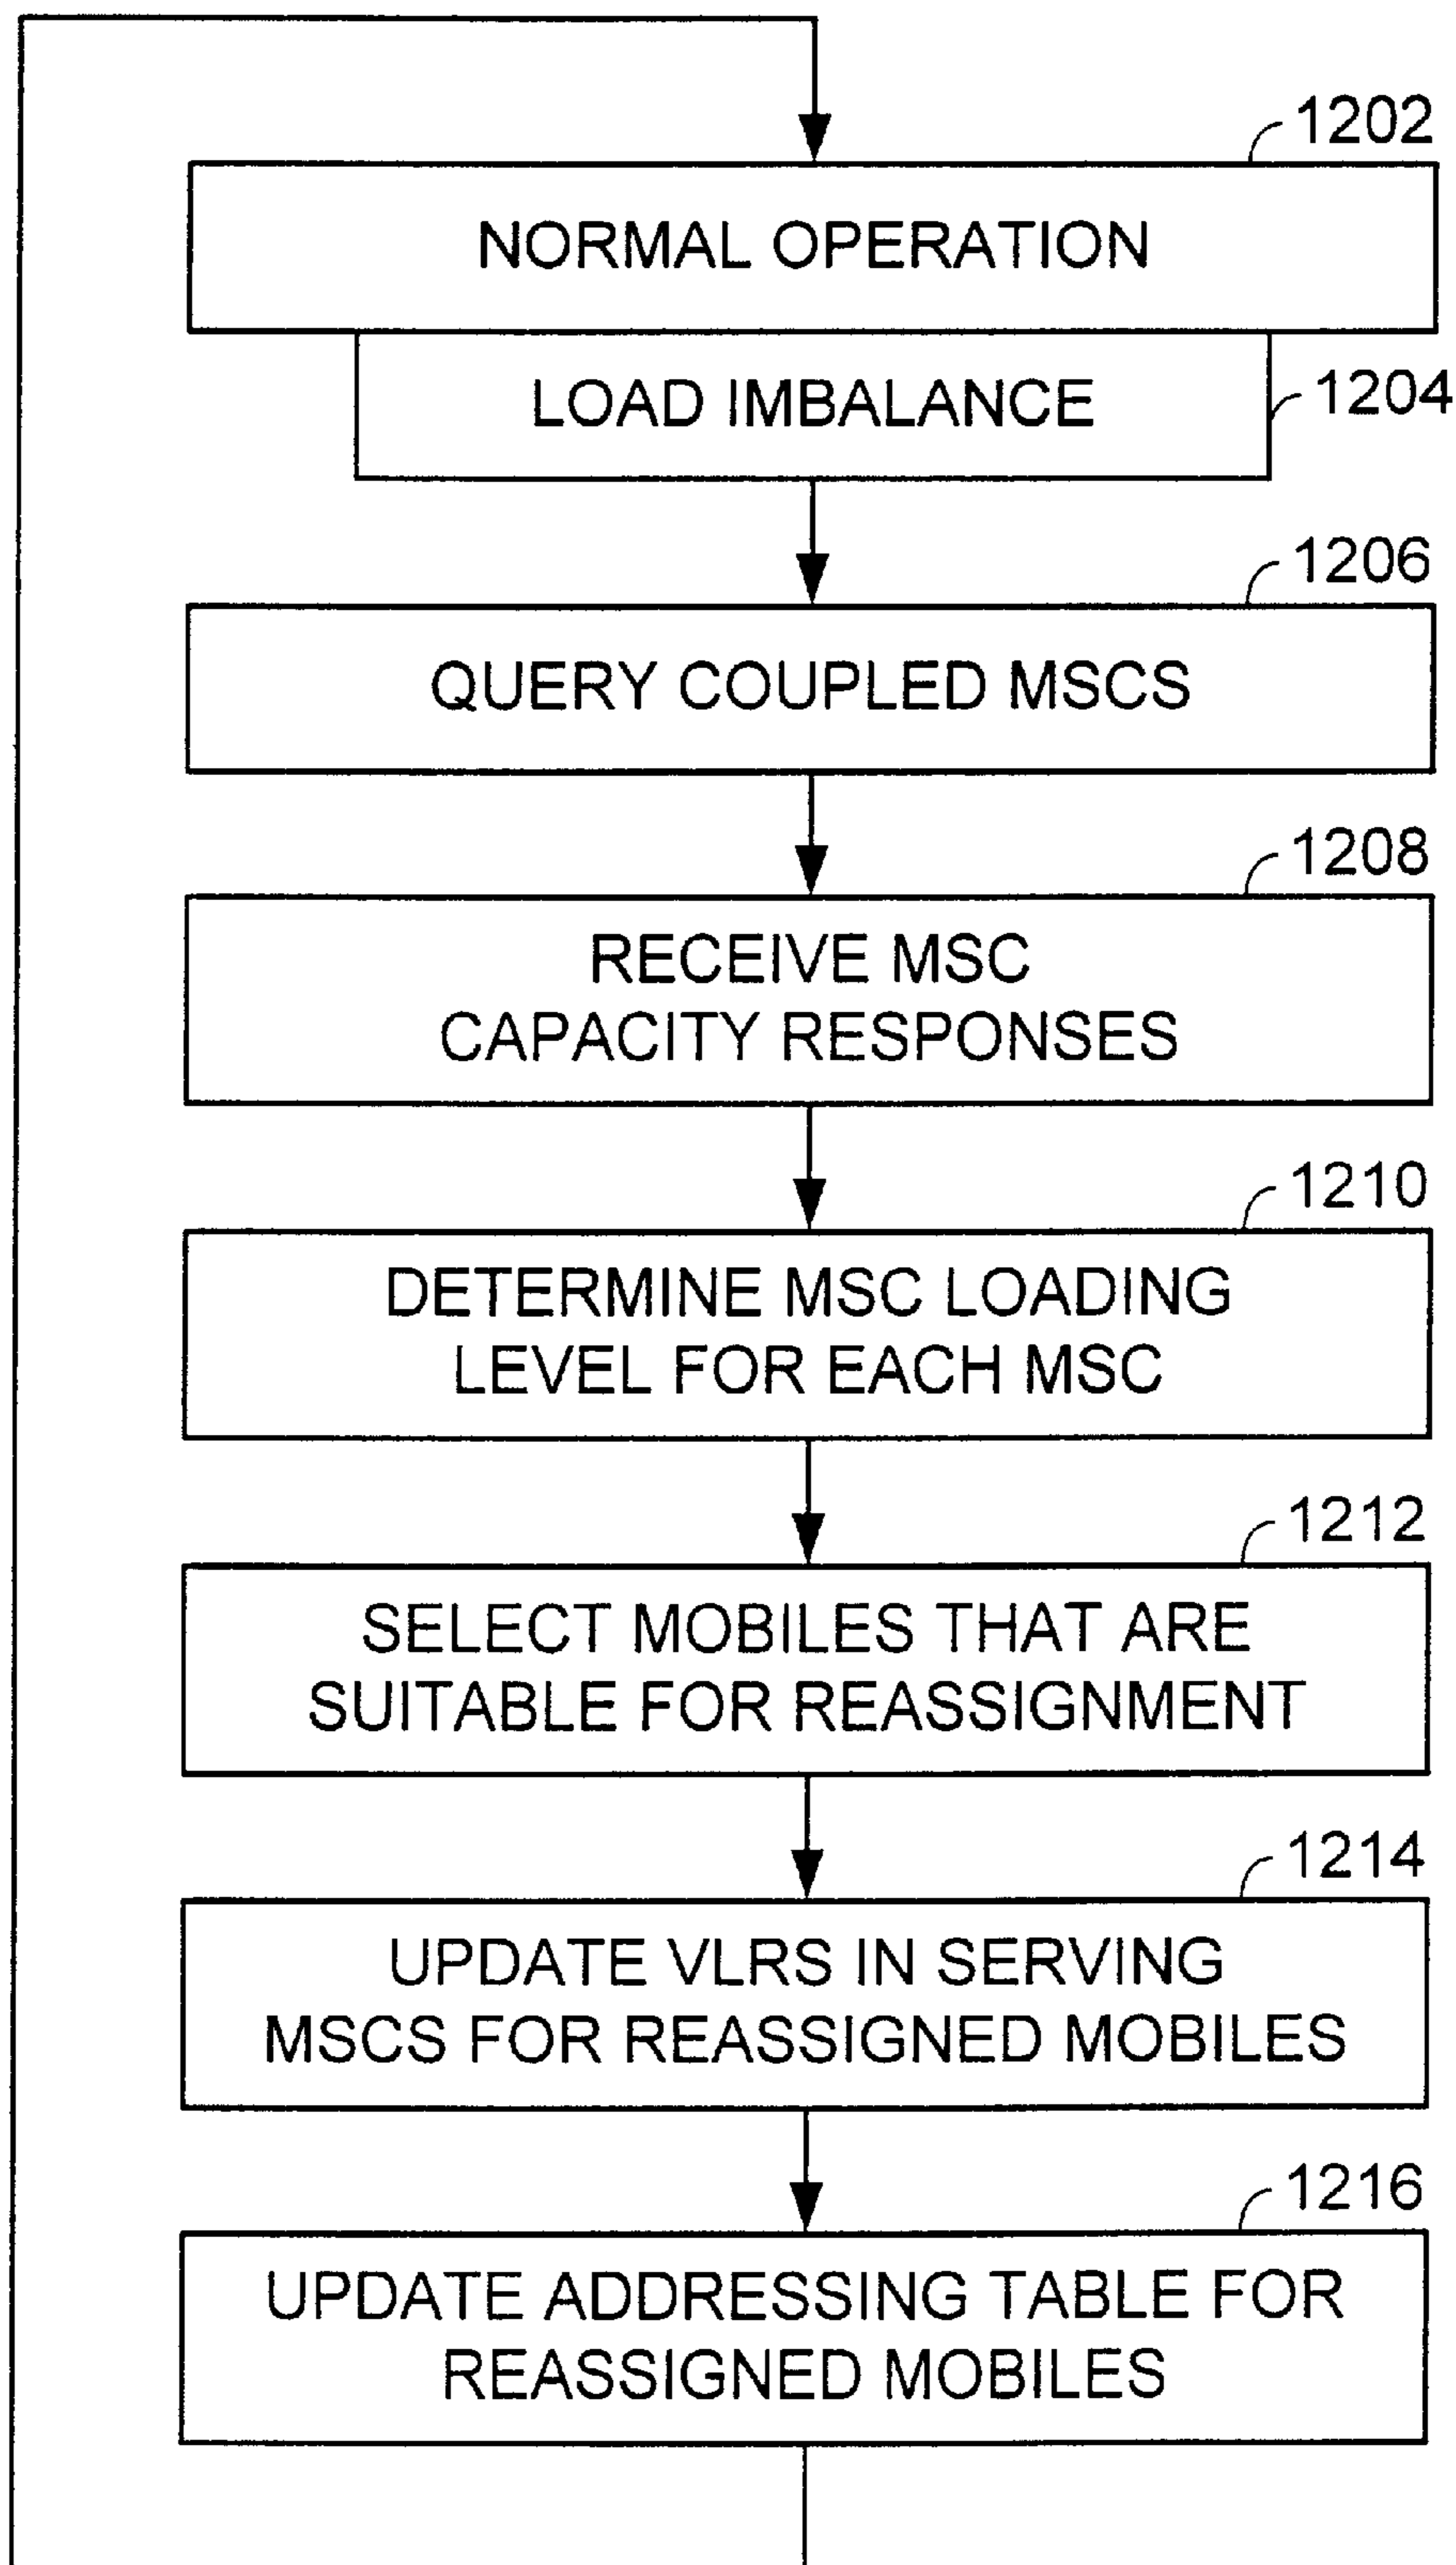 1202
NORMAL OPERATION
LOAD IMBALANCE
1204
1206
QUERY COUPLED MSCS
1208
RECEIVE MSC
CAPACITY RESPONSES
1210
DETERMINE MSC LOADING
LEVEL FOR EACH MSC
1212
SELECT MOBILES THAT ARE
SUITABLE FOR REASSIGNMENT
1214
UPDATE VLRS IN SERVING
MSCS FOR REASSIGNED MOBILES
1216
UPDATE ADDRESSING TABLE FOR
REASSIGNED MOBILES